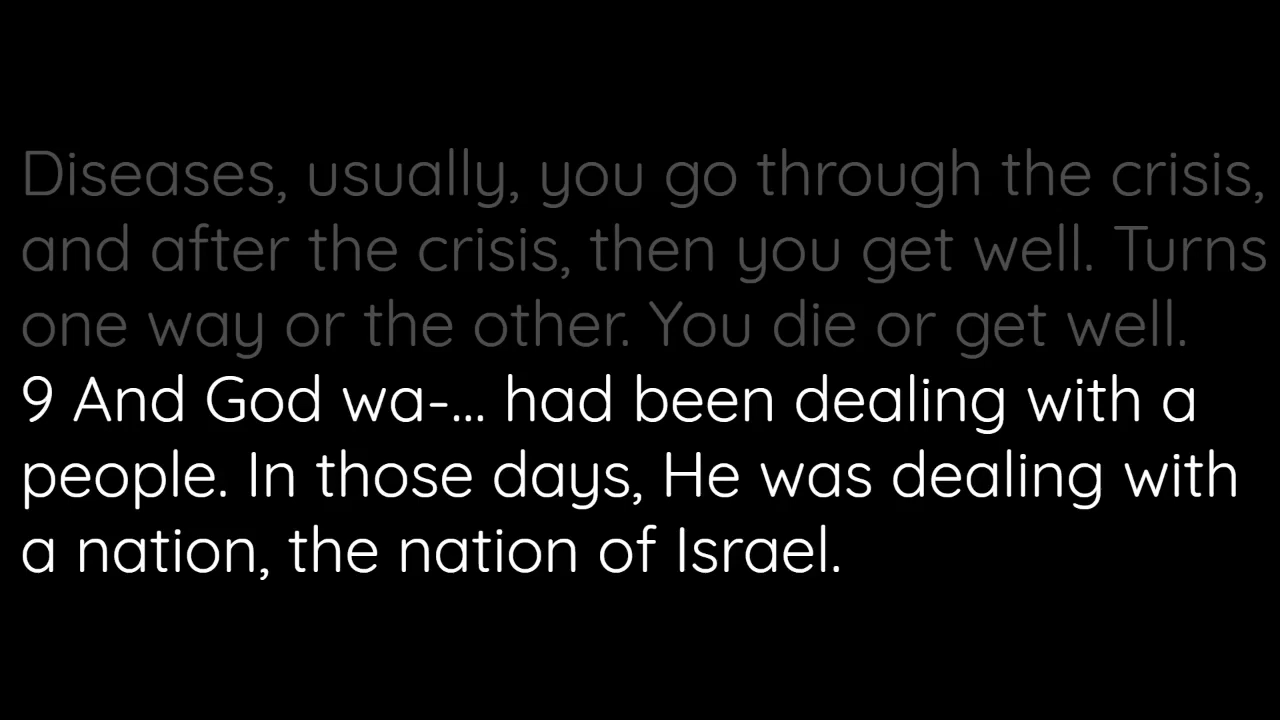 Diseases, usually, you go through the crisis,
and after the crisis, then you get well. Turns
one way or the other. You die or get well.
9 And God wa-... had been dealing with a
people. In those days, He was dealing with
a nation, the nation of Israel.